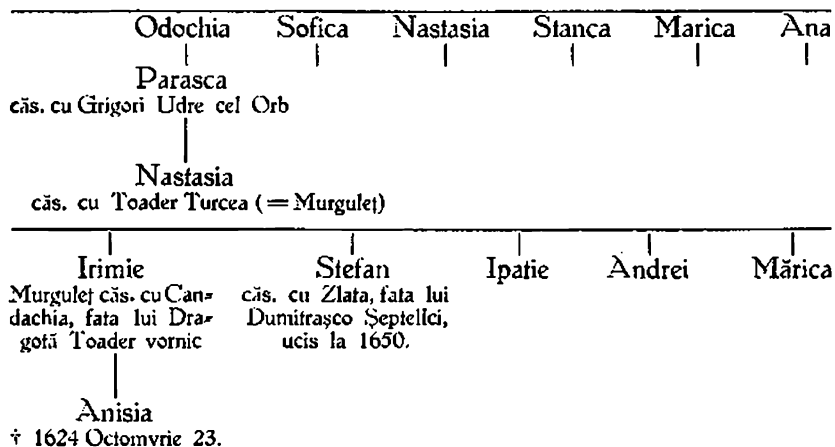 Odochia Sofica Nastasia Stanca Marica Ana
Parasca
căs. cu Grigori Udre cel Orb
Nastasia
căs. cu Toader Turcea (= Murguleț)
Irimie Stefan Ipatie Andrei Mărica
Murguleț căs. cu Can- căs. cu Zlata, fata lui
dachia, fata lui Dra- Dumitrașco Șeptelici,
gotă Toader vornic ucis la 1650.
Anisia
† 1624 Octomvrie 23.